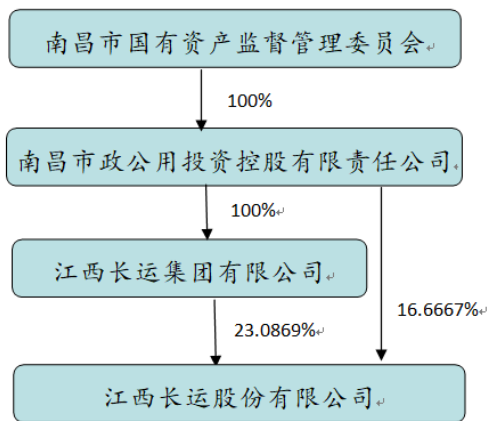 南昌市国有资产监督管理委员会
100%
南昌市政公用投资控股有限责任公司
100%
江西长运集团有限公司
16.6667%
23.0869%
江西长运股份有限公司